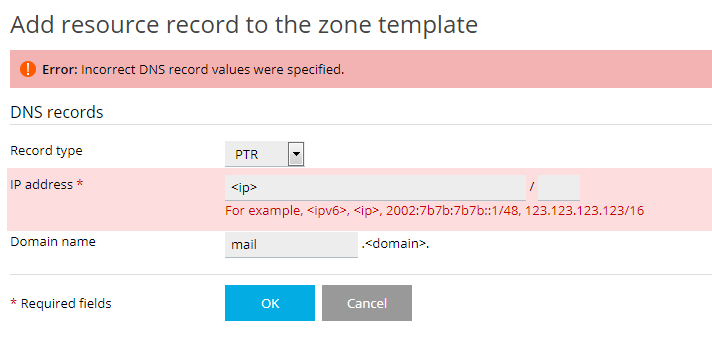 Add resource record to the zone template
! Error: Incorrect DNS record values were specified.
DNS records
Record type PTR
IP address * <ip> /
For example, <ipv6>, <ip>, 2002:7b7b:7b7b::1/48, 123.123.123.123/16
Domain name mail .<domain>.
* Required fields OK Cancel